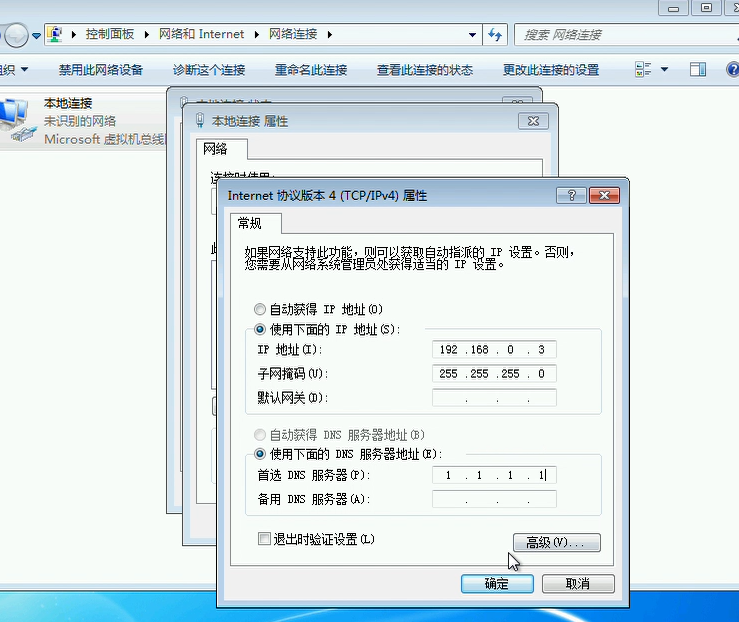 控制面板 ▸ 网络和 Internet ▸ 网络连接 ▸
搜索 网络连接
组织 禁用此网络设备 诊断这个连接 重命名此连接 查看此连接的状态 更改此连接的设置
本地连接
未识别的网络
Microsoft 虚拟机总线
本地连接 状态
本地连接 属性
网络
连接时使用:
此
Internet 协议版本 4 (TCP/IPv4) 属性
常规
如果网络支持此功能，则可以获取自动指派的 IP 设置。否则，
您需要从网络系统管理员处获得适当的 IP 设置。
自动获得 IP 地址(O)
使用下面的 IP 地址(S):
IP 地址(I): 192 .168 . 0 . 3
子网掩码(U): 255 .255 .255 . 0
默认网关(D): . . .
自动获得 DNS 服务器地址(B)
使用下面的 DNS 服务器地址(E):
首选 DNS 服务器(P): 1 . 1 . 1 . 1
备用 DNS 服务器(A): . . .
退出时验证设置(L)
高级(V)...
确定 取消